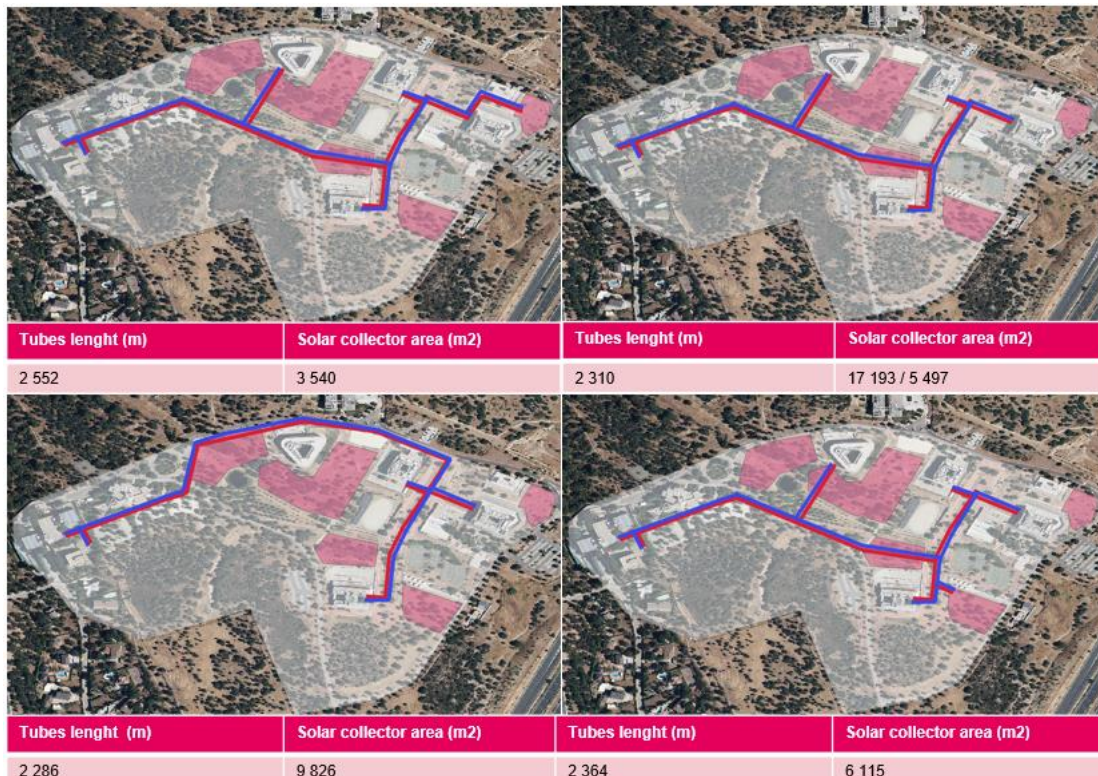 Tubes lenght (m) Solar collector area (m2) Tubes lenght (m) Solar collector area (m2)
2 552 3 540 2 310 17 193 / 5 497
Tubes lenght (m) Solar collector area (m2) Tubes lenght (m) Solar collector area (m2)
2 286 9 826 2 364 6 115